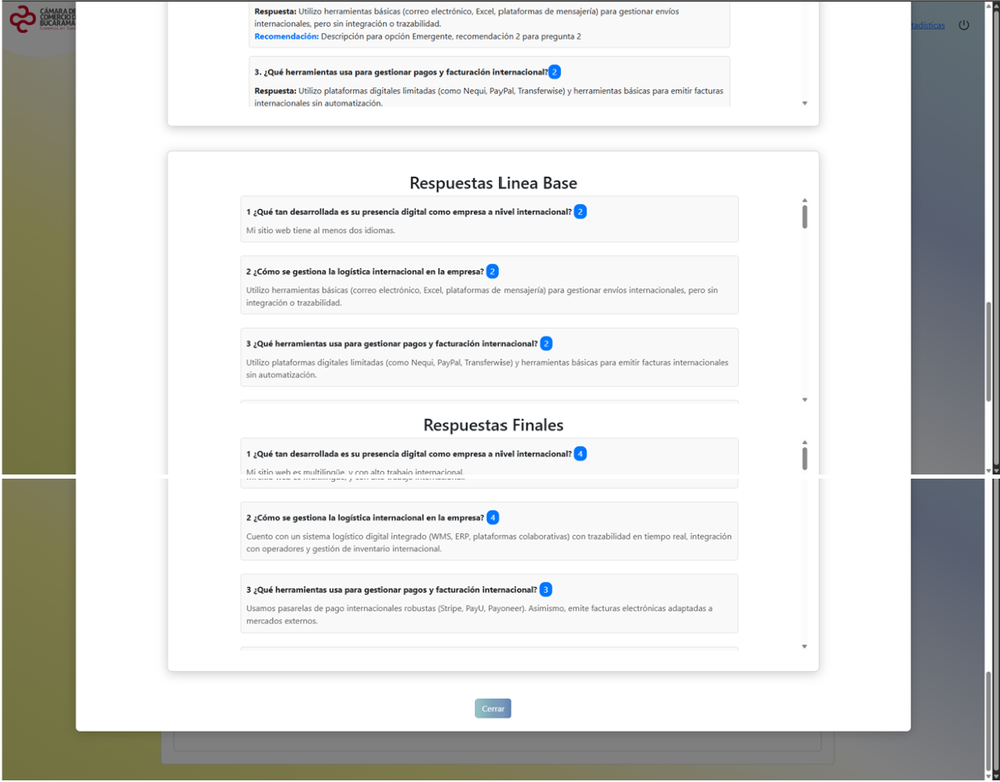 CÁMARA DE
COMERCIO D
BUCARAMA
tadísticas
Respuesta: Utilizo herramientas básicas (correo electrónico, Excel, plataformas de mensajería) para gestionar envíos
internacionales, pero sin integración o trazabilidad.
Recomendación: Descripción para opción Emergente, recomendación 2 para pregunta 2
3. ¿Qué herramientas usa para gestionar pagos y facturación internacional? 2
Respuesta: Utilizo plataformas digitales limitadas (como Nequi, PayPal, Transferwise) y herramientas básicas para emitir facturas
internacionales sin automatización.
Respuestas Linea Base
1 ¿Qué tan desarrollada es su presencia digital como empresa a nivel internacional? 2
Mi sitio web tiene al menos dos idiomas.
2 ¿Cómo se gestiona la logística internacional en la empresa? 2
Utilizo herramientas básicas (correo electrónico, Excel, plataformas de mensajería) para gestionar envíos internacionales, pero sin
integración o trazabilidad.
3 ¿Qué herramientas usa para gestionar pagos y facturación internacional? 2
Utilizo plataformas digitales limitadas (como Nequi, PayPal, Transferwise) y herramientas básicas para emitir facturas internacionales
sin automatización.
Respuestas Finales
1 ¿Qué tan desarrollada es su presencia digital como empresa a nivel internacional? 4
Mi sitio web es multilingüe, y con alto trabajo internacional.
Mi sitio web es multilingüe, y con alto trabajo internacional.
2 ¿Cómo se gestiona la logística internacional en la empresa? 4
Cuento con un sistema logístico digital integrado (WMS, ERP, plataformas colaborativas) con trazabilidad en tiempo real, integración
con operadores y gestión de inventario internacional.
3 ¿Qué herramientas usa para gestionar pagos y facturación internacional? 3
Usamos pasarelas de pago internacionales robustas (Stripe, PayU, Payoneer). Asimismo, emite facturas electrónicas adaptadas a
mercados externos.
Cerrar